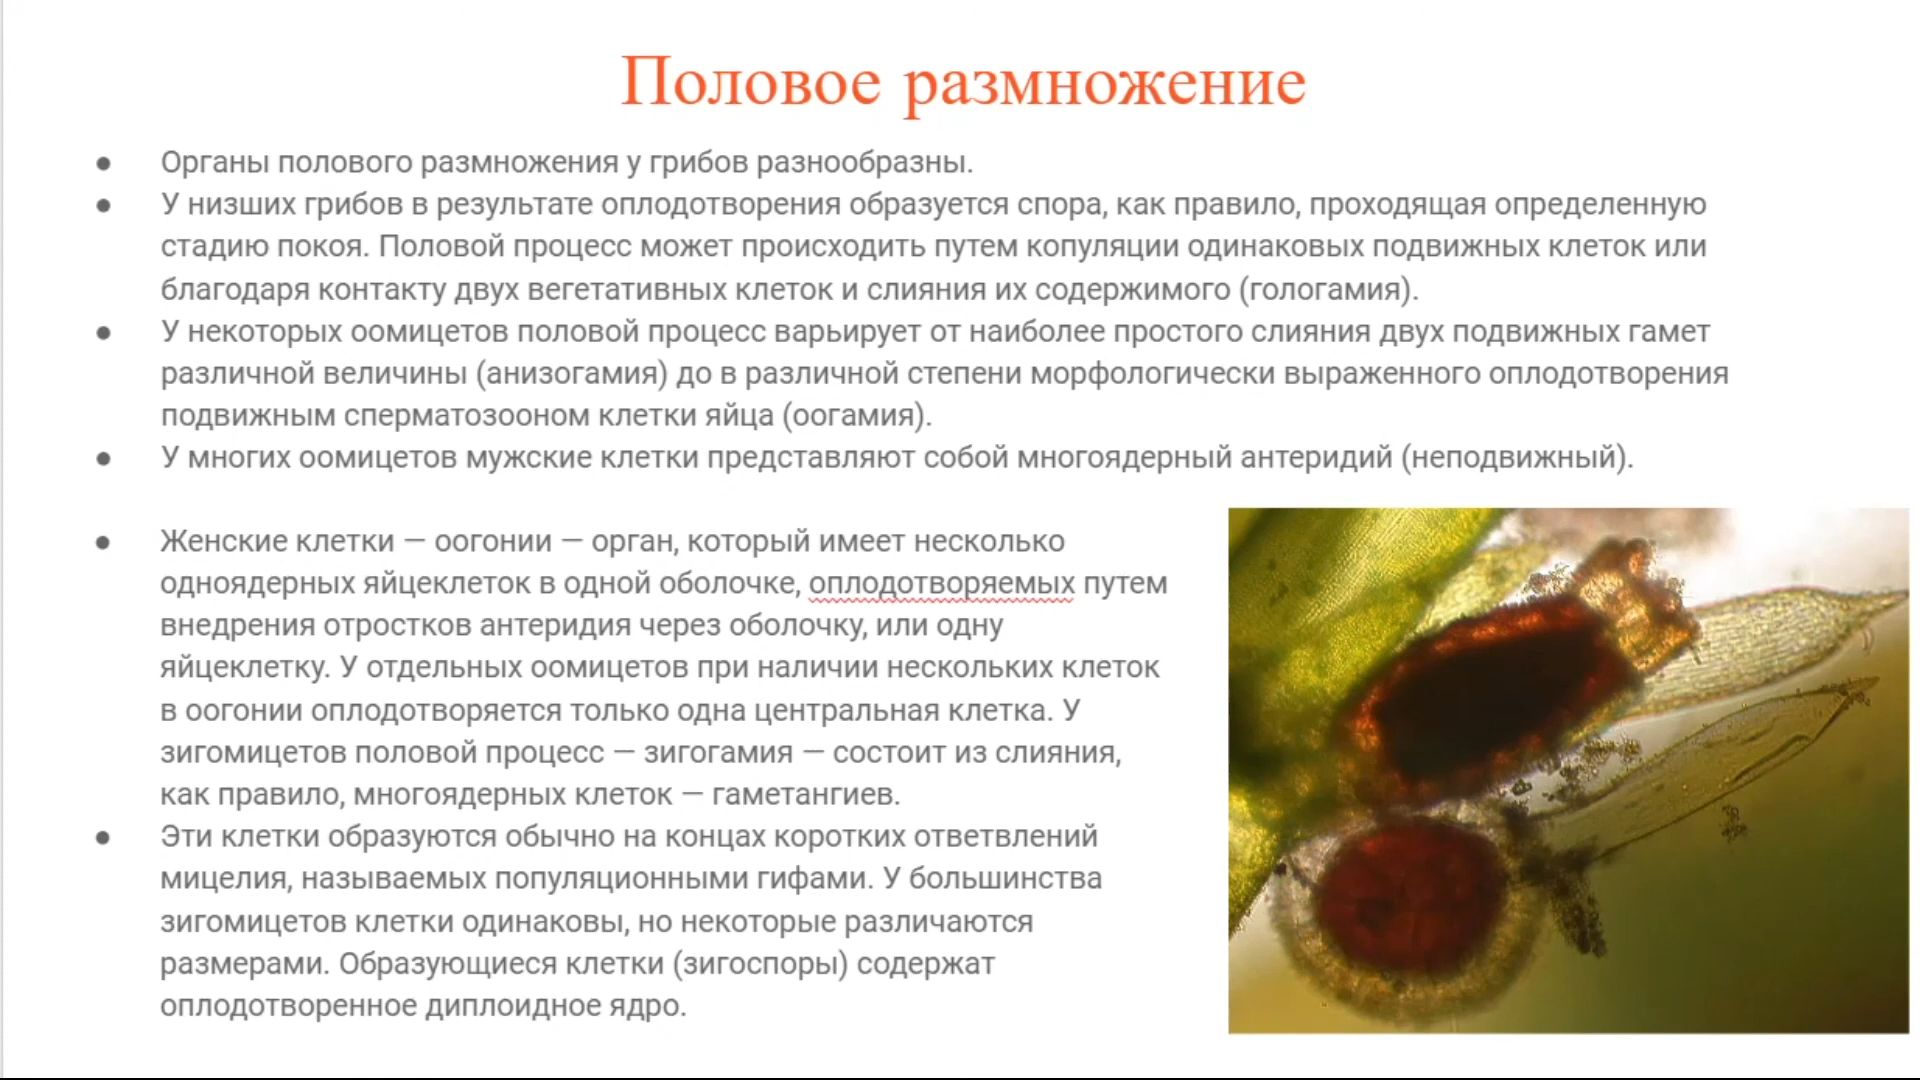 Половое размножение
● Органы полового размножения у грибов разнообразны.
● У низших грибов в результате оплодотворения образуется спора, как правило, проходящая определенную
стадию покоя. Половой процесс может происходить путем копуляции одинаковых подвижных клеток или
благодаря контакту двух вегетативных клеток и слияния их содержимого (гологамия).
● У некоторых оомицетов половой процесс варьирует от наиболее простого слияния двух подвижных гамет
различной величины (анизогамия) до в различной степени морфологически выраженного оплодотворения
подвижным сперматозооном клетки яйца (оогамия).
● У многих оомицетов мужские клетки представляют собой многоядерный антеридий (неподвижный).
● Женские клетки — оогонии — орган, который имеет несколько
одноядерных яйцеклеток в одной оболочке, оплодотворяемых путем
внедрения отростков антеридия через оболочку, или одну
яйцеклетку. У отдельных оомицетов при наличии нескольких клеток
в оогонии оплодотворяется только одна центральная клетка. У
зигомицетов половой процесс — зигогамия — состоит из слияния,
как правило, многоядерных клеток — гаметангиев.
● Эти клетки образуются обычно на концах коротких ответвлений
мицелия, называемых популяционными гифами. У большинства
зигомицетов клетки одинаковы, но некоторые различаются
размерами. Образующиеся клетки (зигоспоры) содержат
оплодотворенное диплоидное ядро.